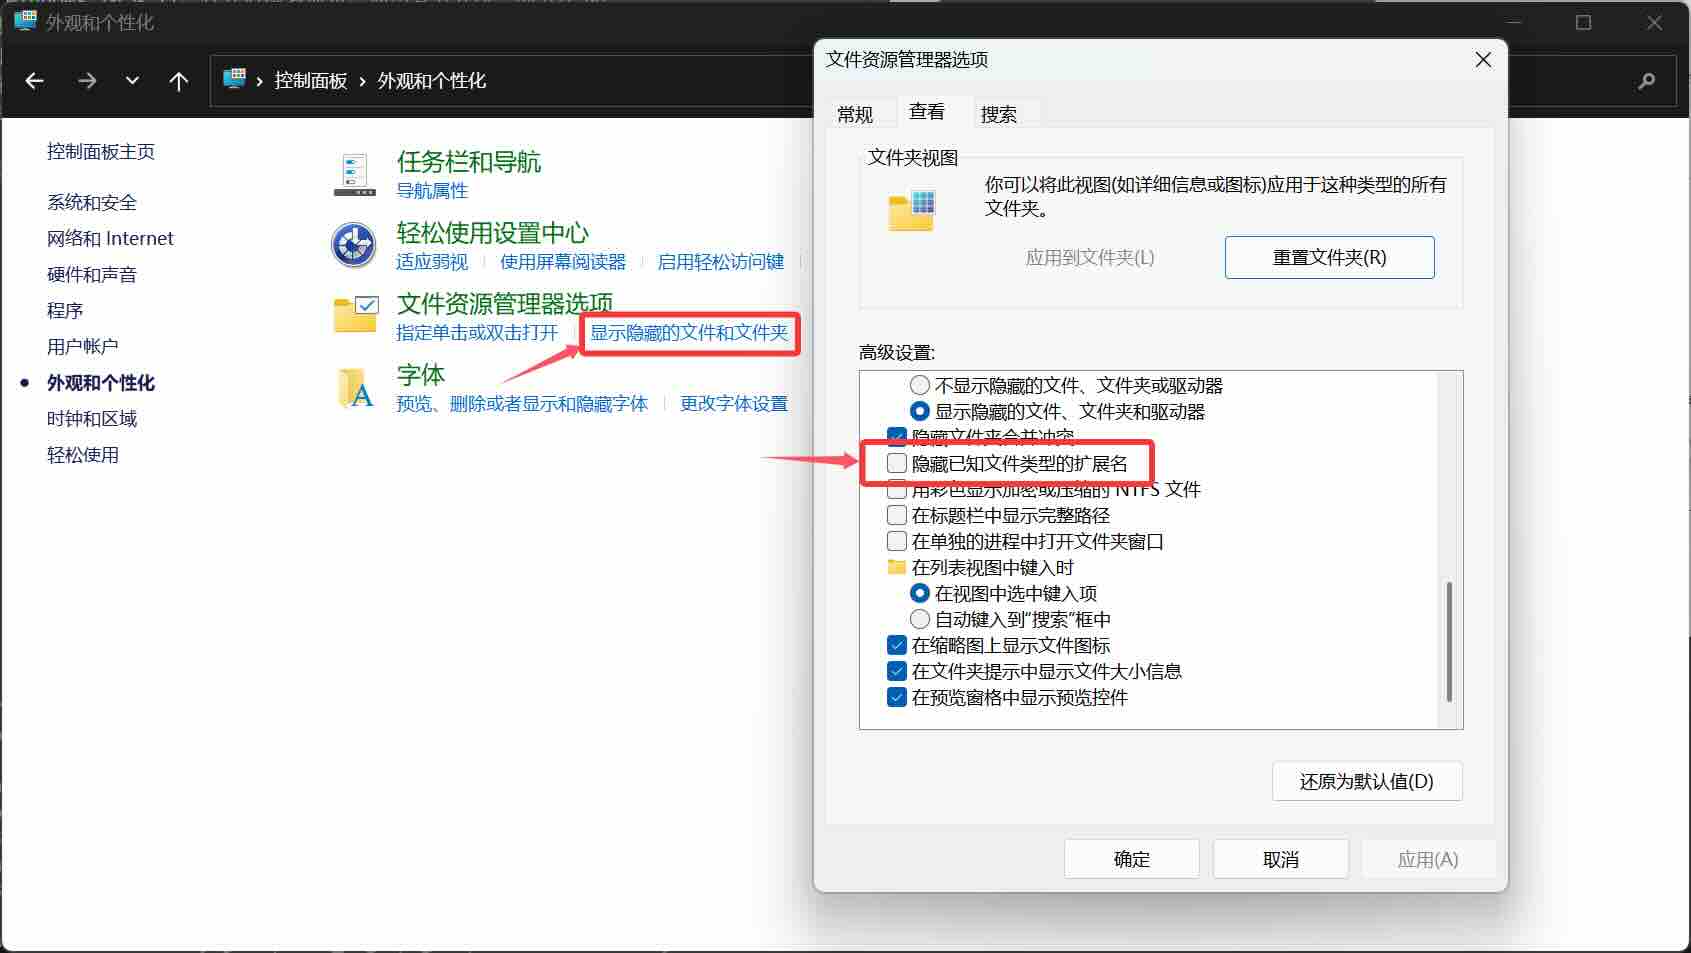 外观和个性化
控制面板 › 外观和个性化
控制面板主页
系统和安全
网络和 Internet
硬件和声音
程序
用户帐户
外观和个性化
时钟和区域
轻松使用
任务栏和导航
导航属性
轻松使用设置中心
适应弱视 使用屏幕阅读器 启用轻松访问键
文件资源管理器选项
指定单击或双击打开 显示隐藏的文件和文件夹
字体
预览、删除或者显示和隐藏字体 更改字体设置
文件资源管理器选项
常规 查看 搜索
文件夹视图
你可以将此视图(如详细信息或图标)应用于这种类型的所有
文件夹。
应用到文件夹(L) 重置文件夹(R)
高级设置:
不显示隐藏的文件、文件夹或驱动器
显示隐藏的文件、文件夹和驱动器
隐藏文件夹合并冲突
隐藏已知文件类型的扩展名
用彩色显示加密或压缩的 NTFS 文件
在标题栏中显示完整路径
在单独的进程中打开文件夹窗口
在列表视图中键入时
在视图中选中键入项
自动键入到“搜索”框中
在缩略图上显示文件图标
在文件夹提示中显示文件大小信息
在预览窗格中显示预览控件
还原为默认值(D)
确定 取消 应用(A)